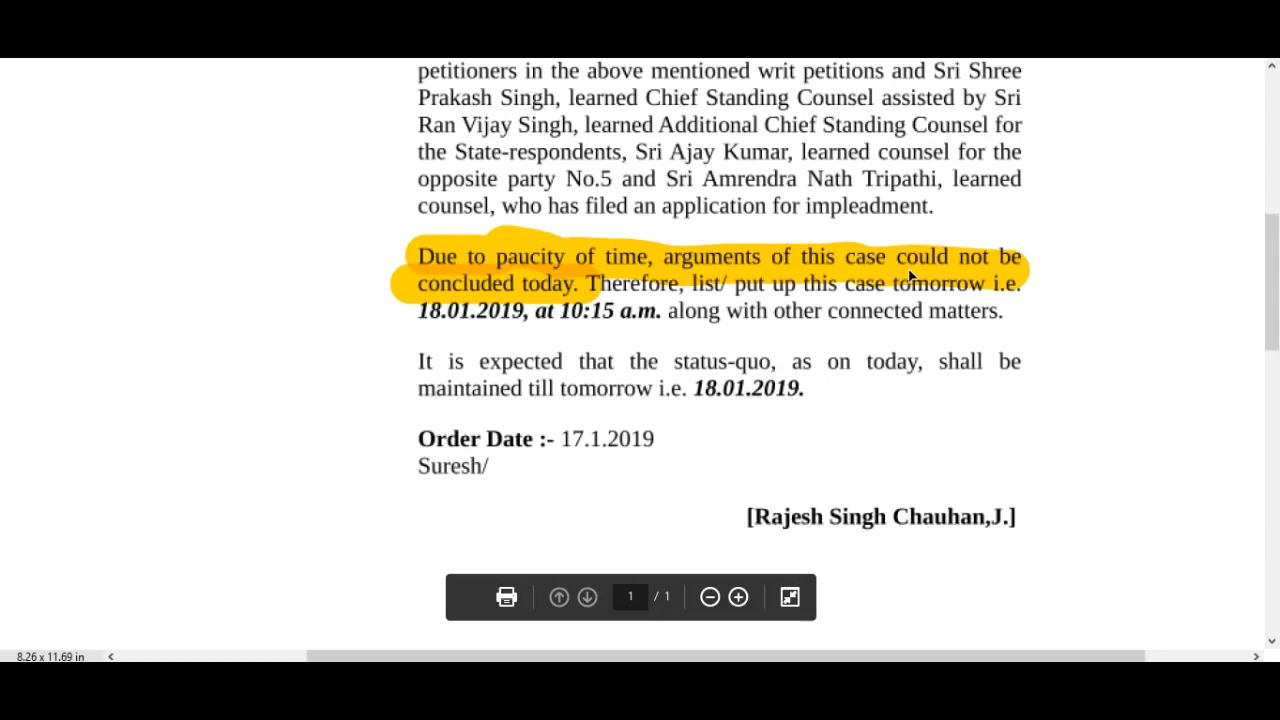 petitioners in the above mentioned writ petitions and Sri Shree
Prakash Singh, learned Chief Standing Counsel assisted by Sri
Ran Vijay Singh, learned Additional Chief Standing Counsel for
the State-respondents, Sri Ajay Kumar, learned counsel for the
opposite party No.5 and Sri Amrendra Nath Tripathi, learned
counsel, who has filed an application for impleadment.
Due to paucity of time, arguments of this case could not be
concluded today. Therefore, list/ put up this case tomorrow i.e.
18.01.2019, at 10:15 a.m. along with other connected matters.
It is expected that the status-quo, as on today, shall be
maintained till tomorrow i.e. 18.01.2019.
Order Date :- 17.1.2019
Suresh/
[Rajesh Singh Chauhan,J.]
1 / 1
8.26 x 11.69 in